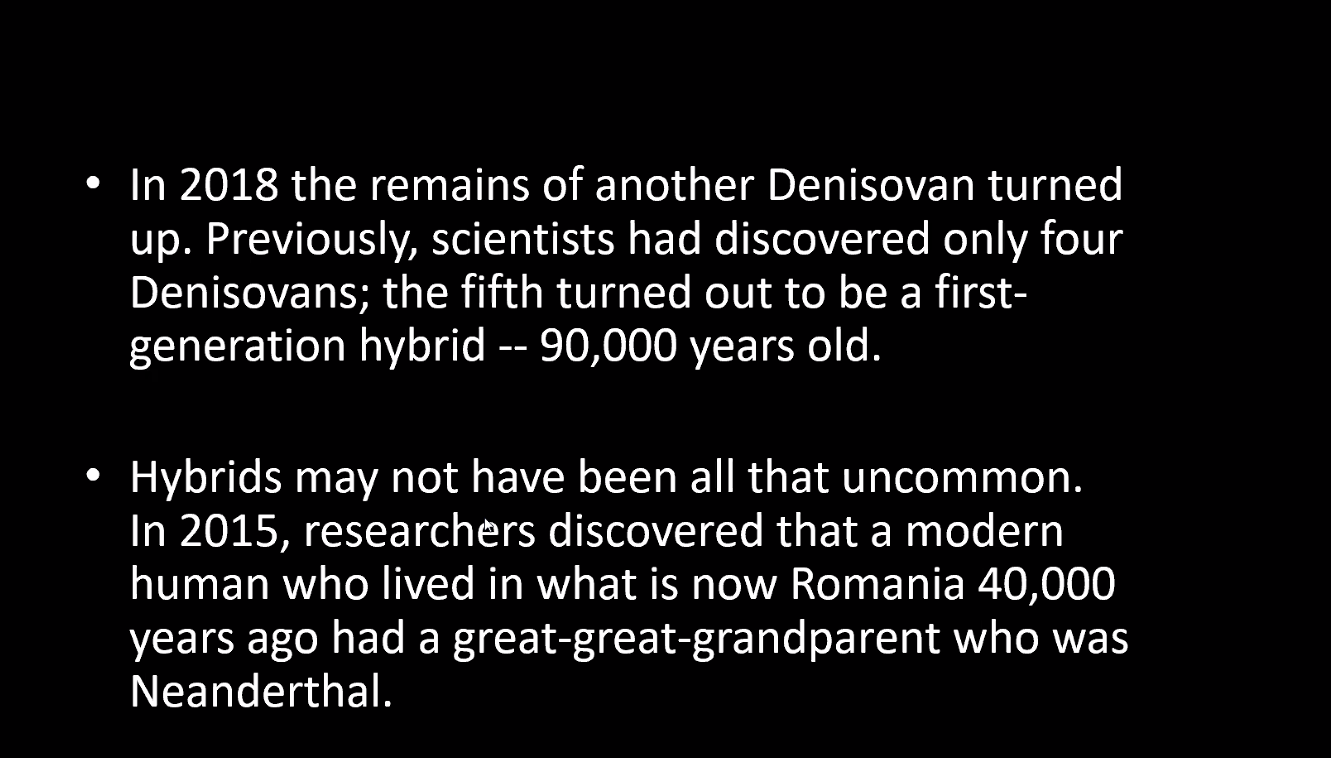 • In 2018 the remains of another Denisovan turned
up. Previously, scientists had discovered only four
Denisovans; the fifth turned out to be a first-
generation hybrid -- 90,000 years old.
• Hybrids may not have been all that uncommon.
In 2015, researchers discovered that a modern
human who lived in what is now Romania 40,000
years ago had a great-great-grandparent who was
Neanderthal.